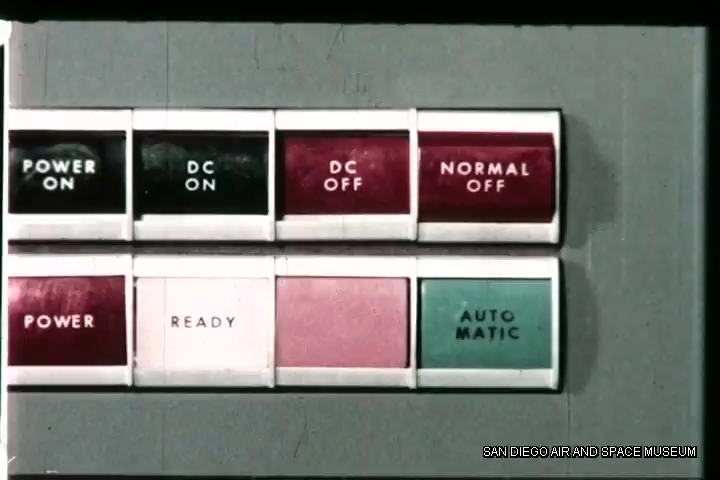 POWER
ON
DC
ON
DC
OFF
NORMAL
OFF
POWER
READY
AUTO
MATIC
SAN DIEGO AIR AND SPACE MUSEUM